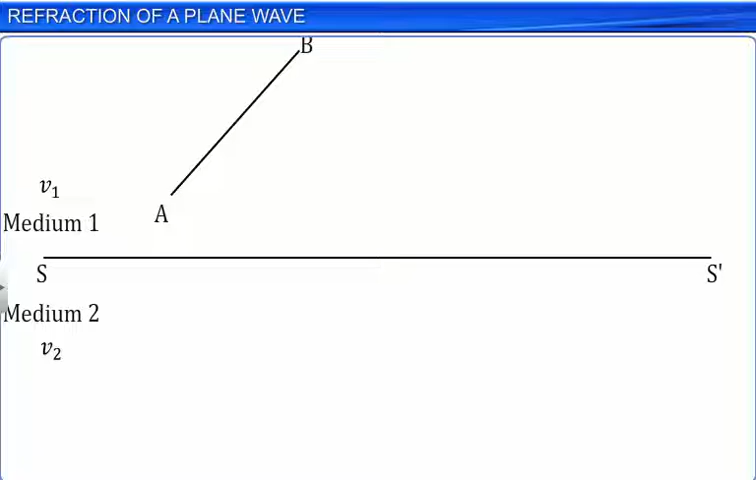 REFRACTION OF A PLANE WAVE
B
v₁
A
Medium 1
S
S'
Medium 2
v₂